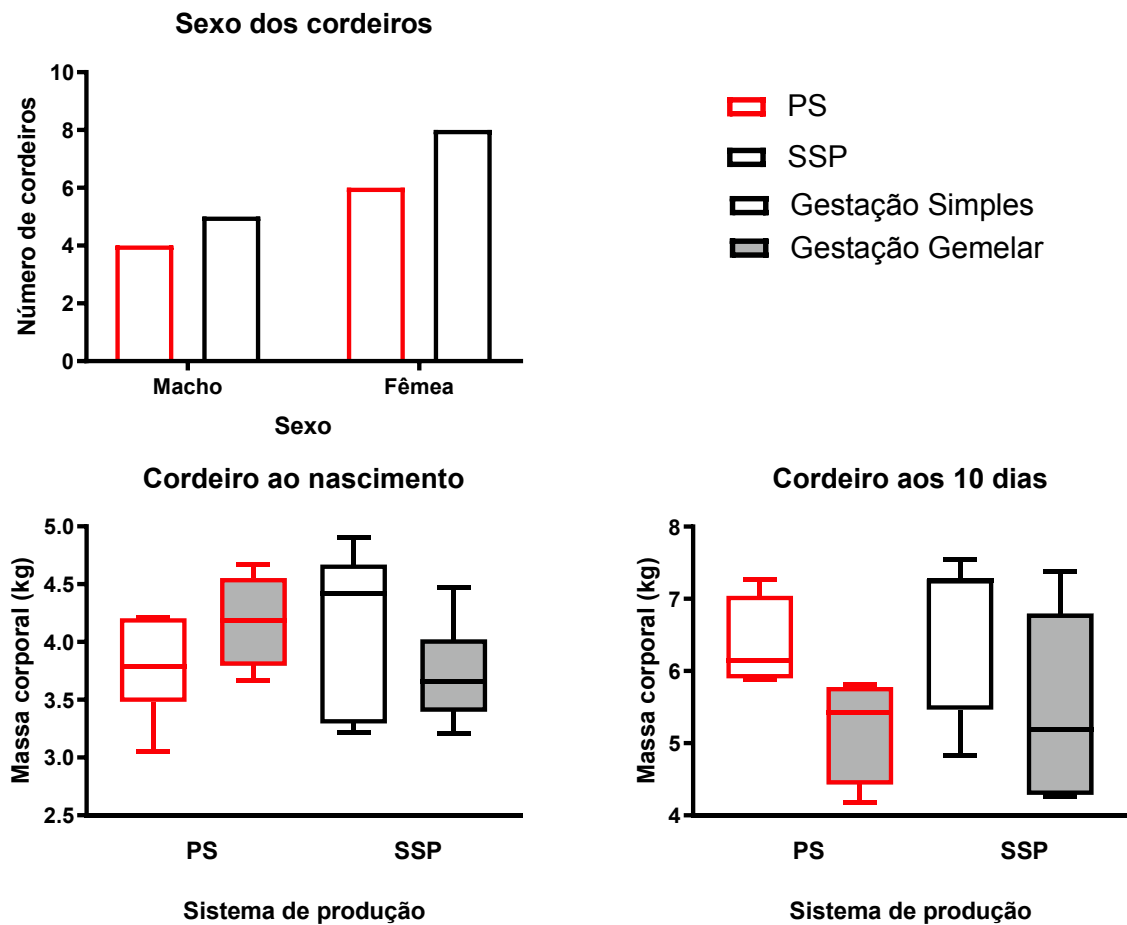 Sexo dos cordeiros
Número de cordeiros
10
8
6
4
2
0
Macho Fêmea
Sexo
PS
SSP
Gestação Simples
Gestação Gemelar
Cordeiro ao nascimento
Massa corporal (kg)
5.0
4.5
4.0
3.5
3.0
2.5
PS SSP
Sistema de produção
Cordeiro aos 10 dias
Massa corporal (kg)
8
7
6
5
4
PS SSP
Sistema de produção